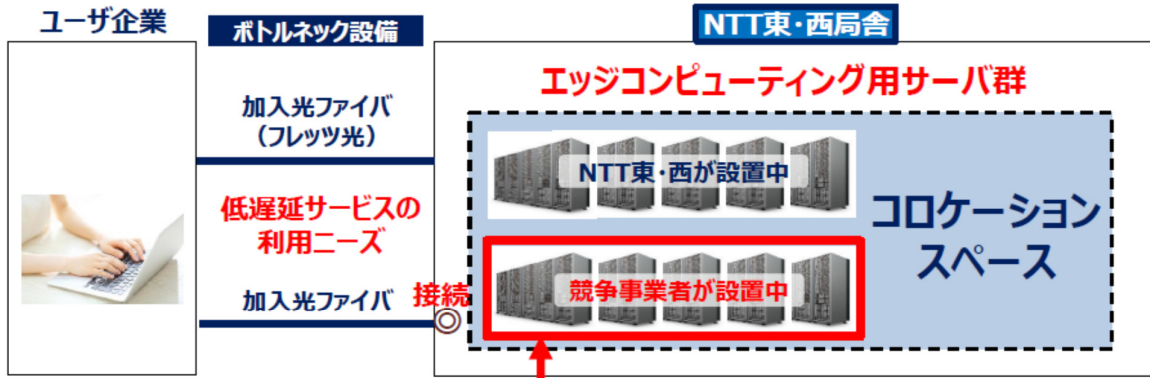 ユーザ企業
ボトルネック設備
NTT東・西局舎
エッジコンピューティング用サーバ群
加入光ファイバ
（フレッツ光）
NTT東・西が設置中
低遅延サービスの
利用ニーズ
コロケーション
スペース
加入光ファイバ
接続
◎
競争事業者が設置中